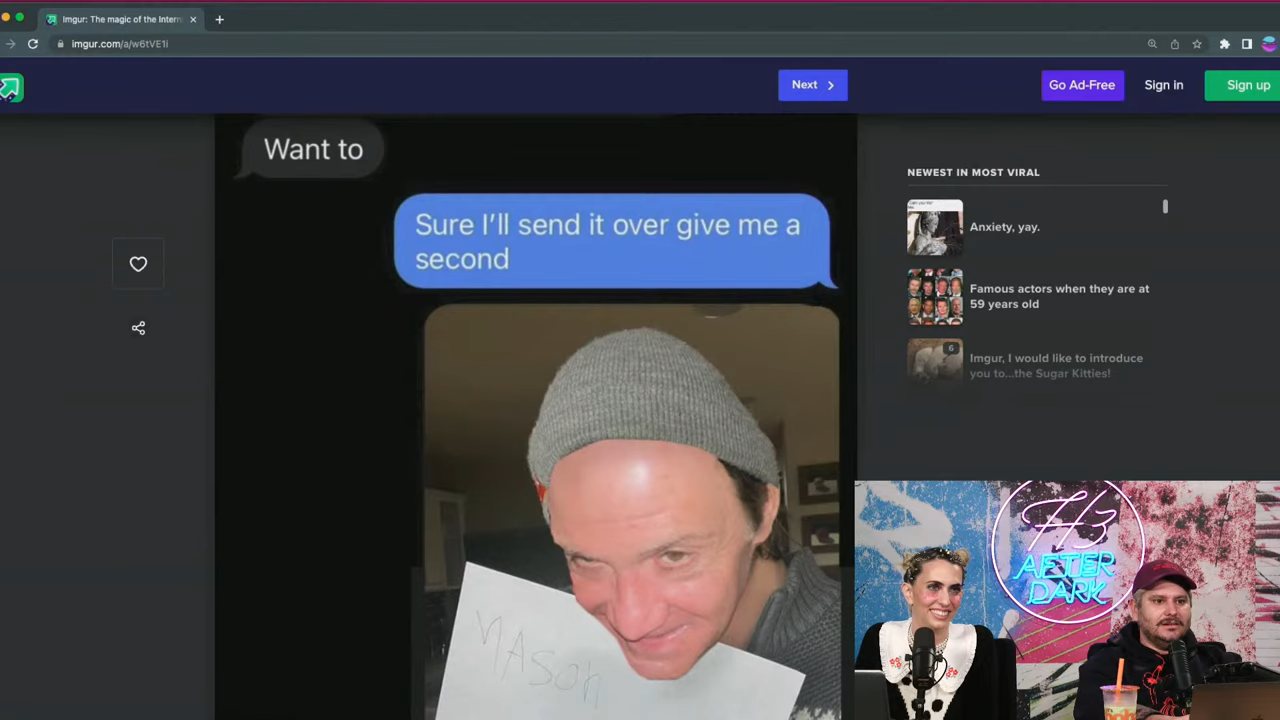 Imgur: The magic of the Intern
imgur.com/a/w6tVE1i
Next
Go Ad-Free
Sign in
Sign up
Want to
Sure I'll send it over give me a
second
NEWEST IN MOST VIRAL
Anxiety, yay.
Famous actors when they are at
59 years old
6
Imgur, I would like to introduce
you to...the Sugar Kitties!
MASON
H3
AFTER
DARK